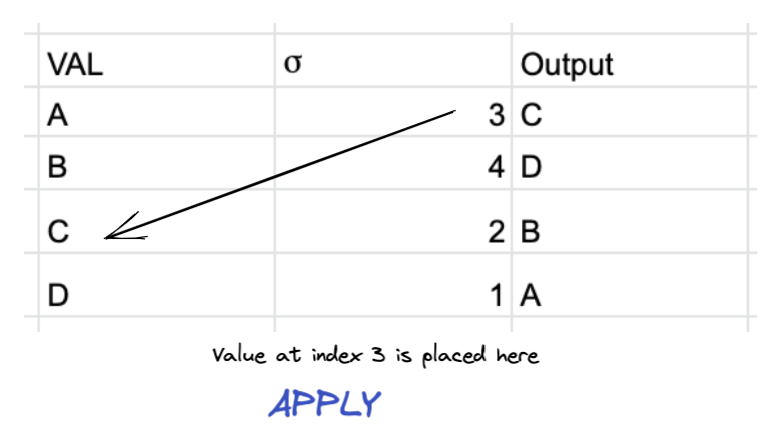 VAL σ Output
A 3 C
B 4 D
C 2 B
D 1 A
Value at index 3 is placed here
APPLY